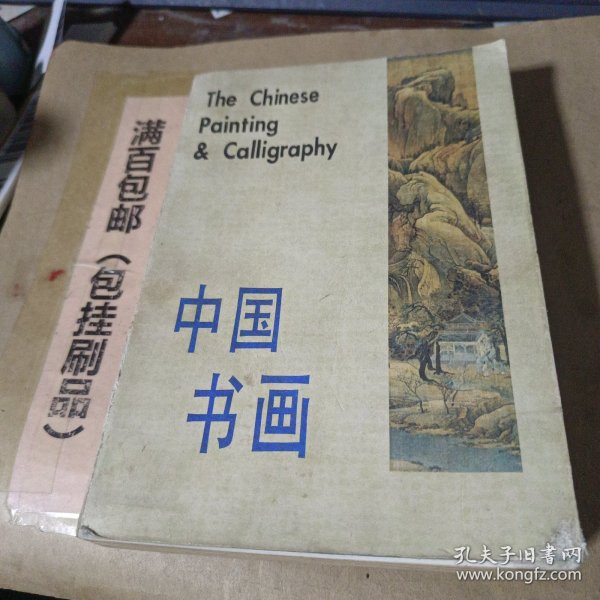 The Chinese
Painting
& Calligraphy
中国
书画
满百包邮（包挂刷品）
孔夫子旧书网
www.kongfz.com